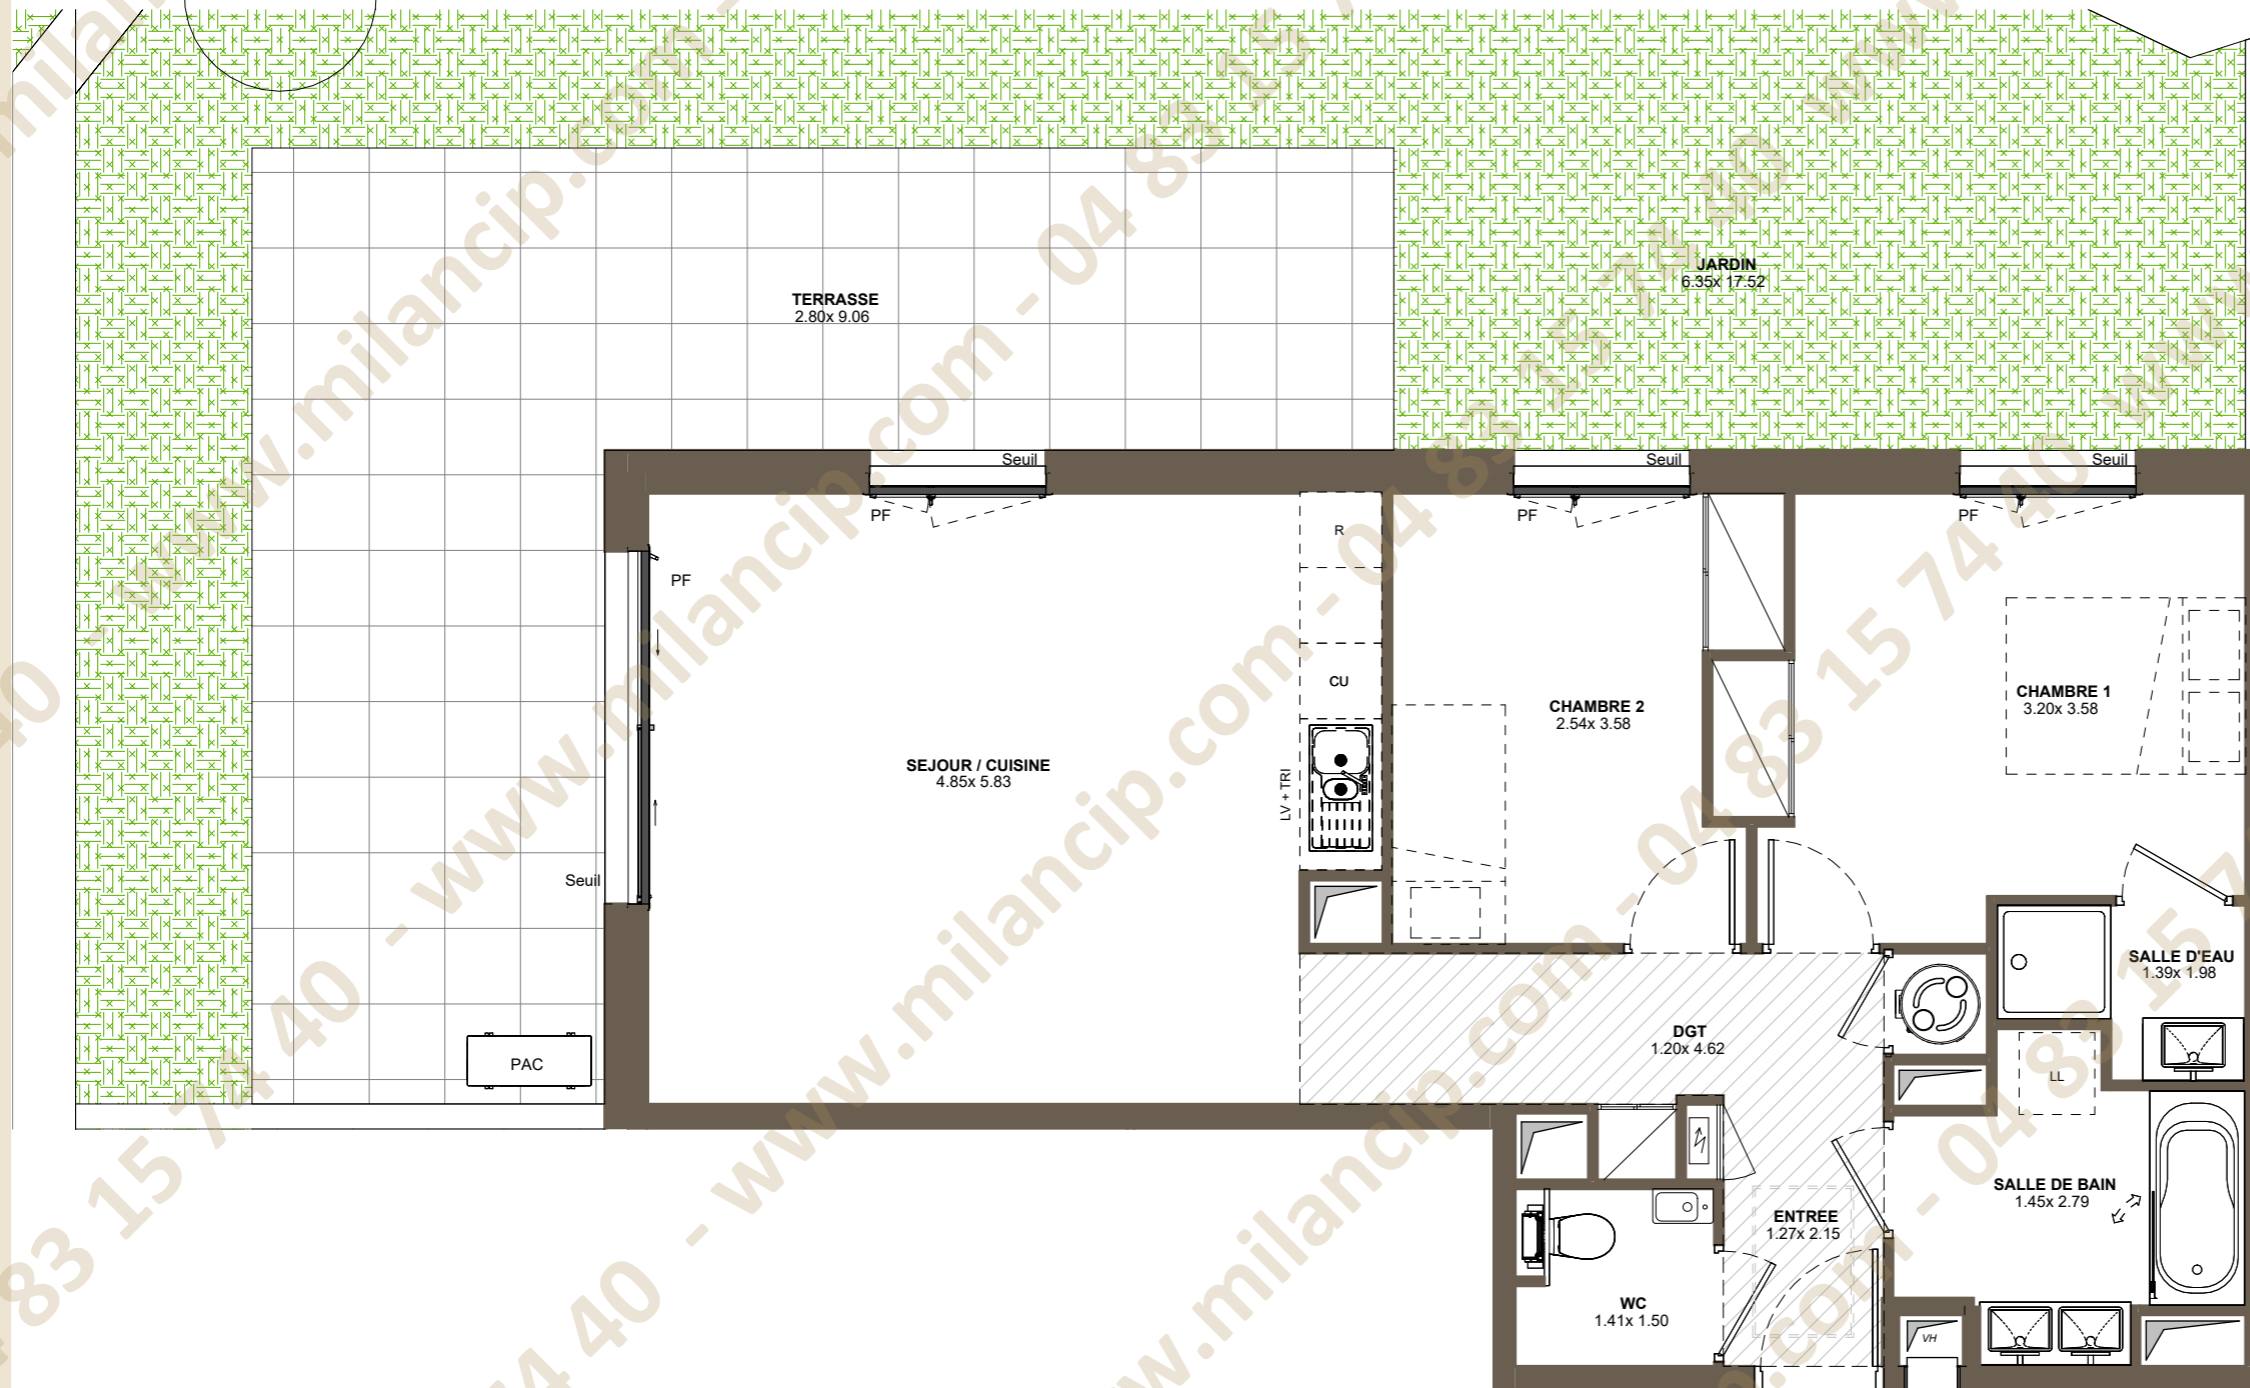 JARDIN
6.35x 17.52
TERRASSE
2.80x 9.06
Seuil
Seuil
Seuil
PF
PF
PF
R
PF
CU
CHAMBRE 1
3.20x 3.58
CHAMBRE 2
2.54x 3.58
SEJOUR / CUISINE
4.85x 5.83
LV + TRI
Seuil
SALLE D'EAU
1.39x 1.98
DGT
1.20x 4.62
PAC
LL
SALLE DE BAIN
1.45x 2.79
ENTREE
1.27x 2.15
WC
1.41x 1.50
VH
www.milancip.com - 04 83 15 74 40